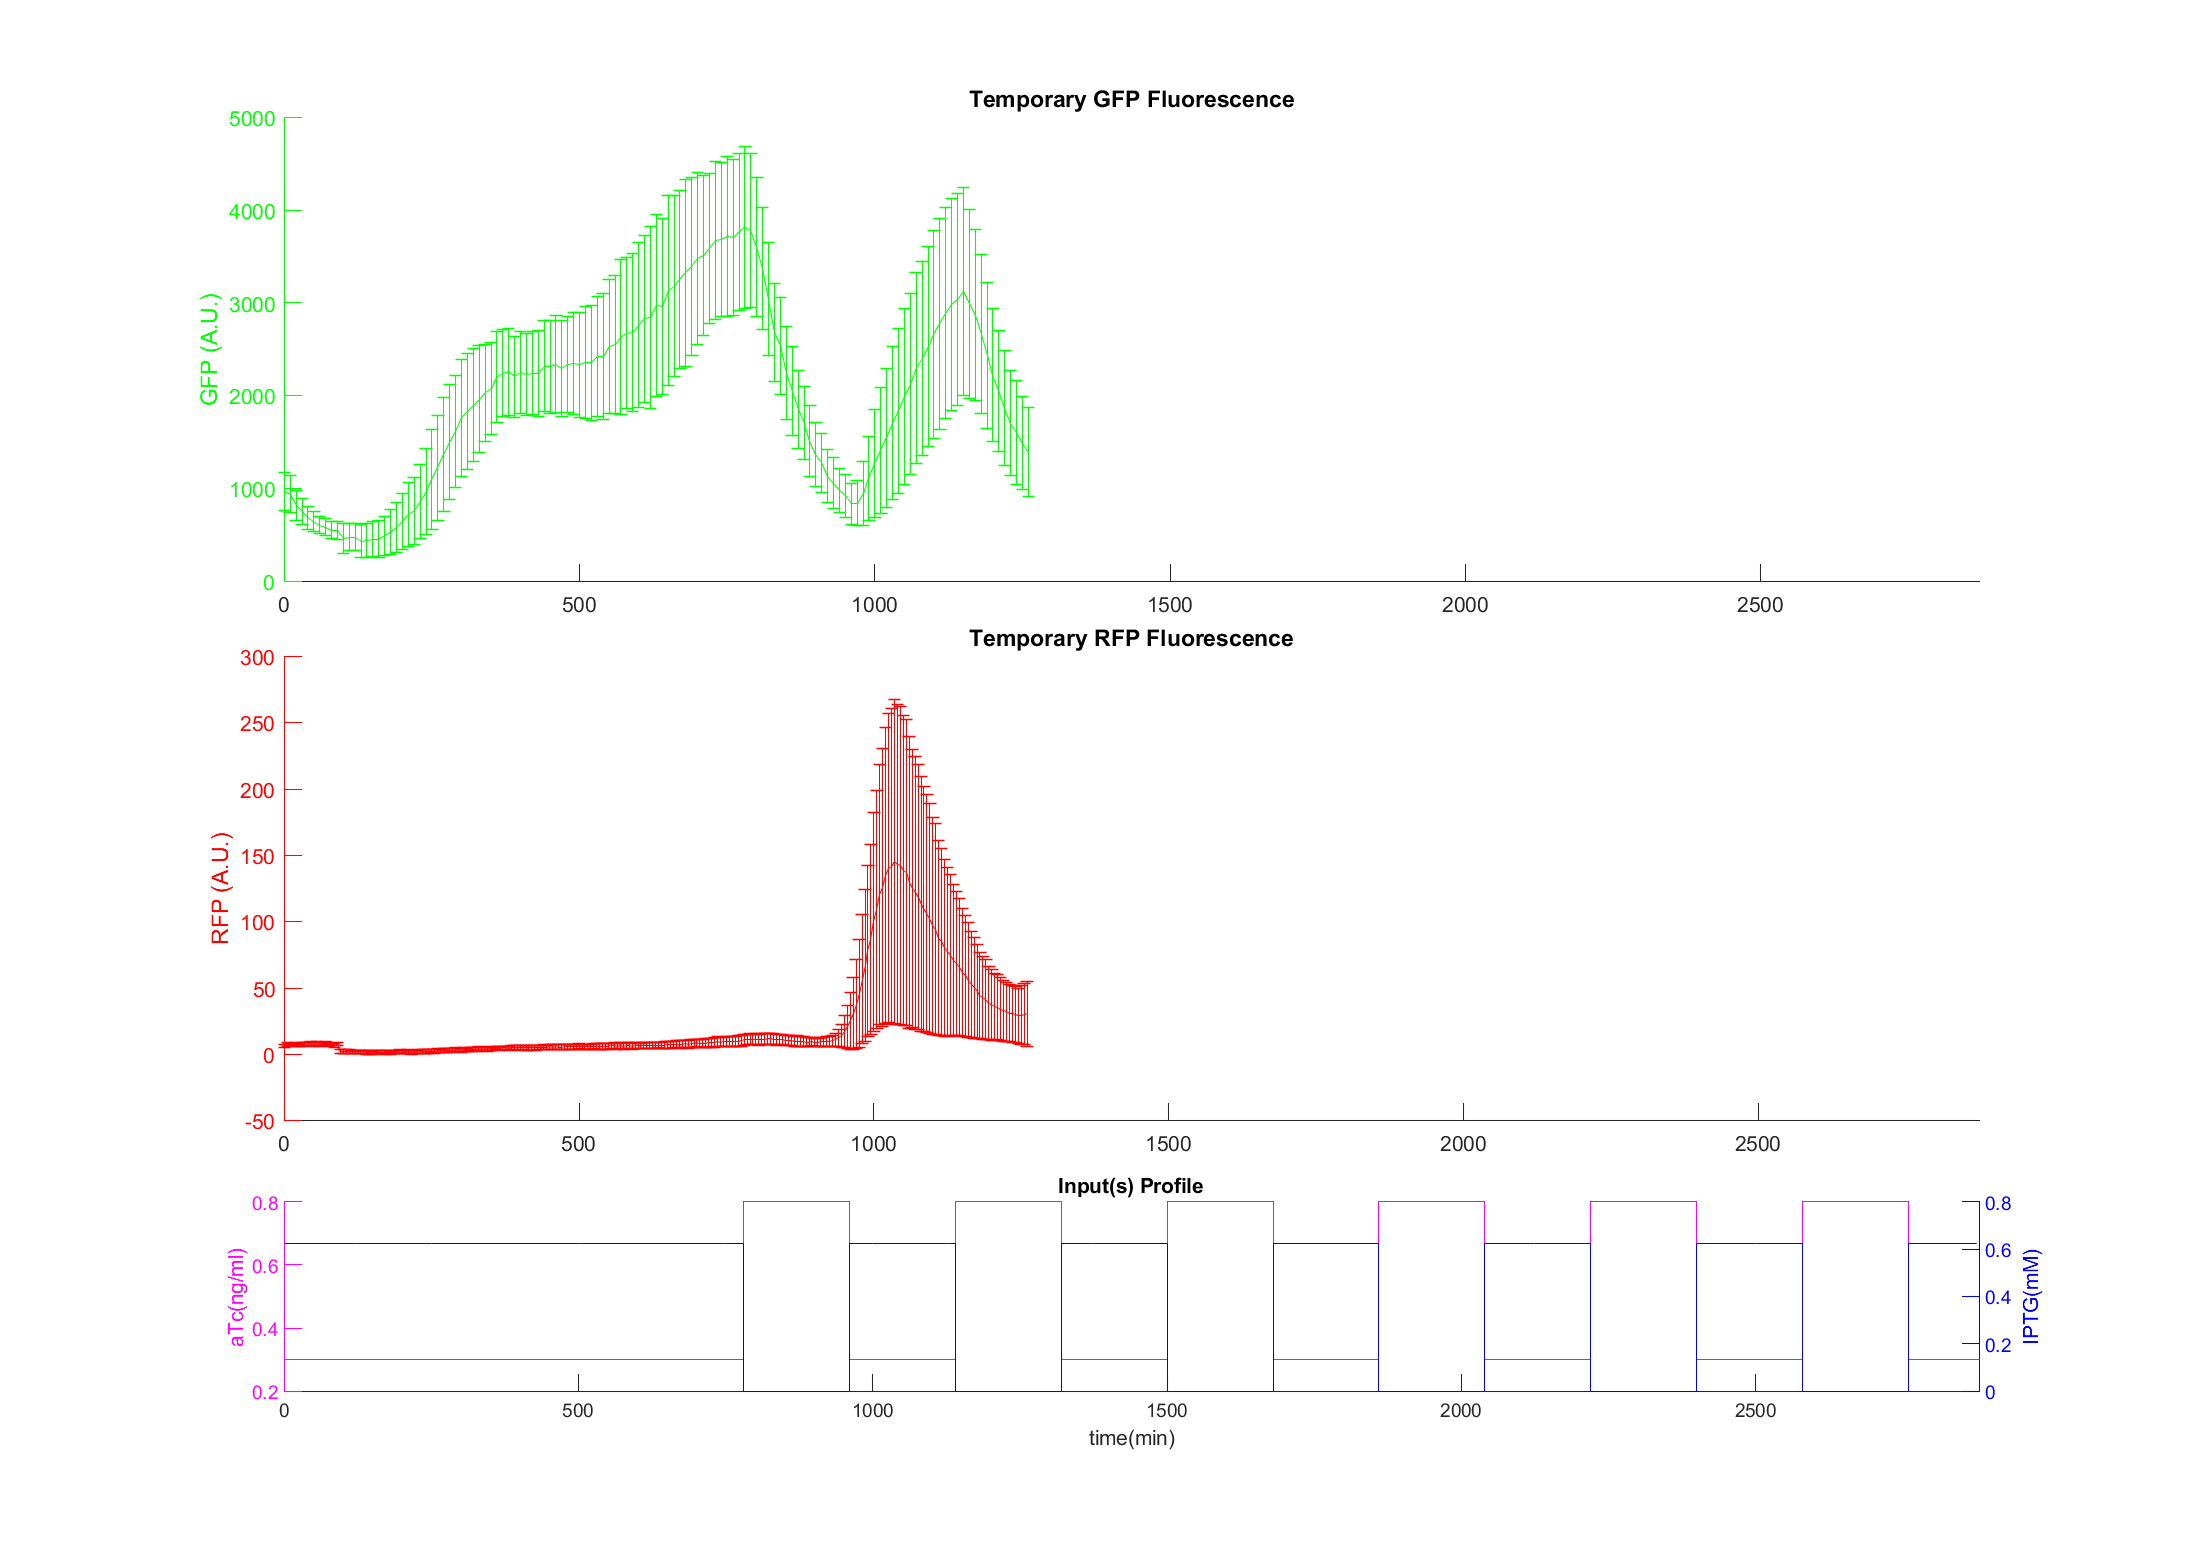 Temporary GFP Fluorescence
5000
4000
3000
2000
1000
0
GFP (A.U.)
0 500 1000 1500 2000 2500
Temporary RFP Fluorescence
300
250
200
150
100
50
0
-50
RFP (A.U.)
0 500 1000 1500 2000 2500
Input(s) Profile
0.8
0.6
0.4
0.2
aTc(ng/ml)
0.8
0.6
0.4
0.2
0
IPTG(mM)
0 500 1000 1500 2000 2500
time(min)